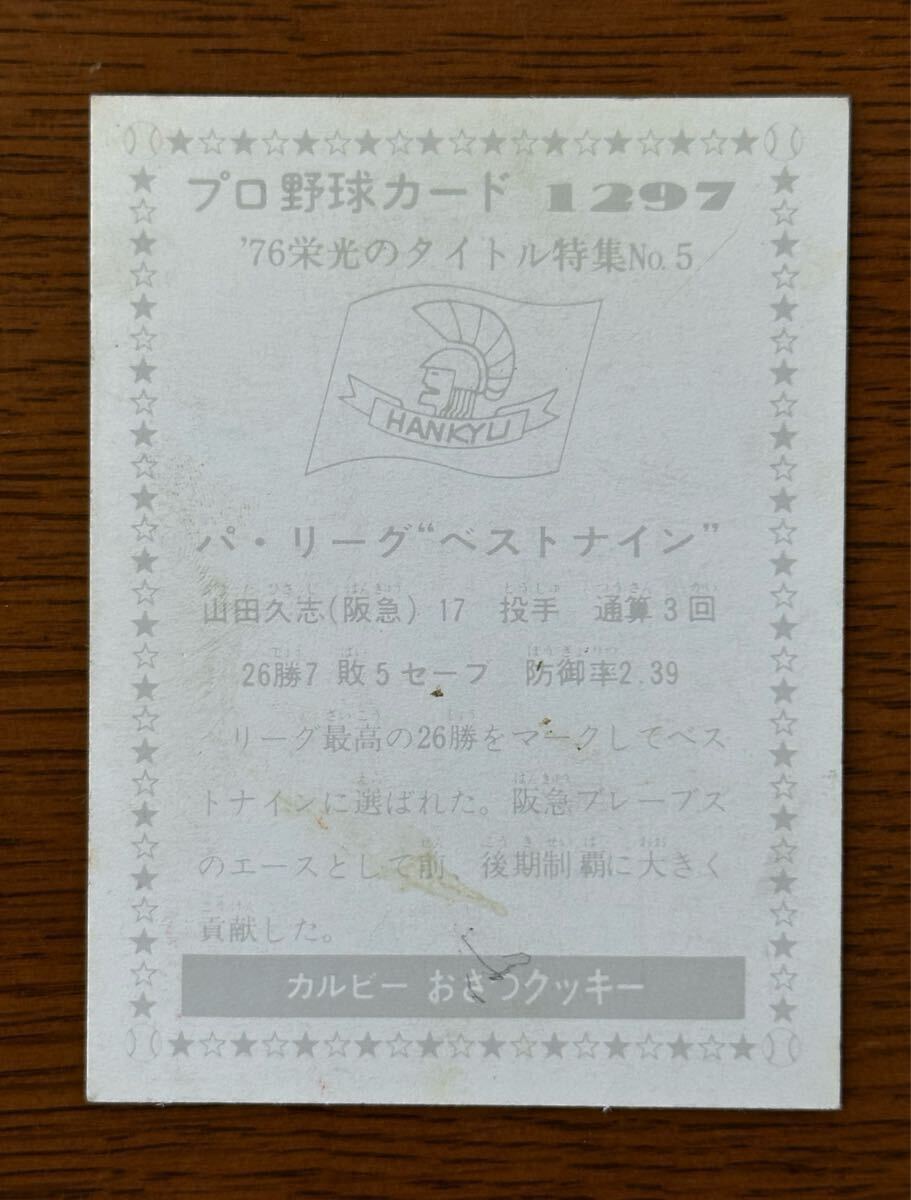 プロ野球カード 1297
'76栄光のタイトル特集No.5
HANKYU
パ・リーグ“ベストナイン”
山田久志(阪急) 17 投手 通算3回
26勝7敗5セーブ 防御率2.39
リーグ最高の26勝をマークしてベス
トナインに選ばれた。阪急ブレーブス
のエースとして前、後期制覇に大きく
貢献した。
カルビー おさつクッキー